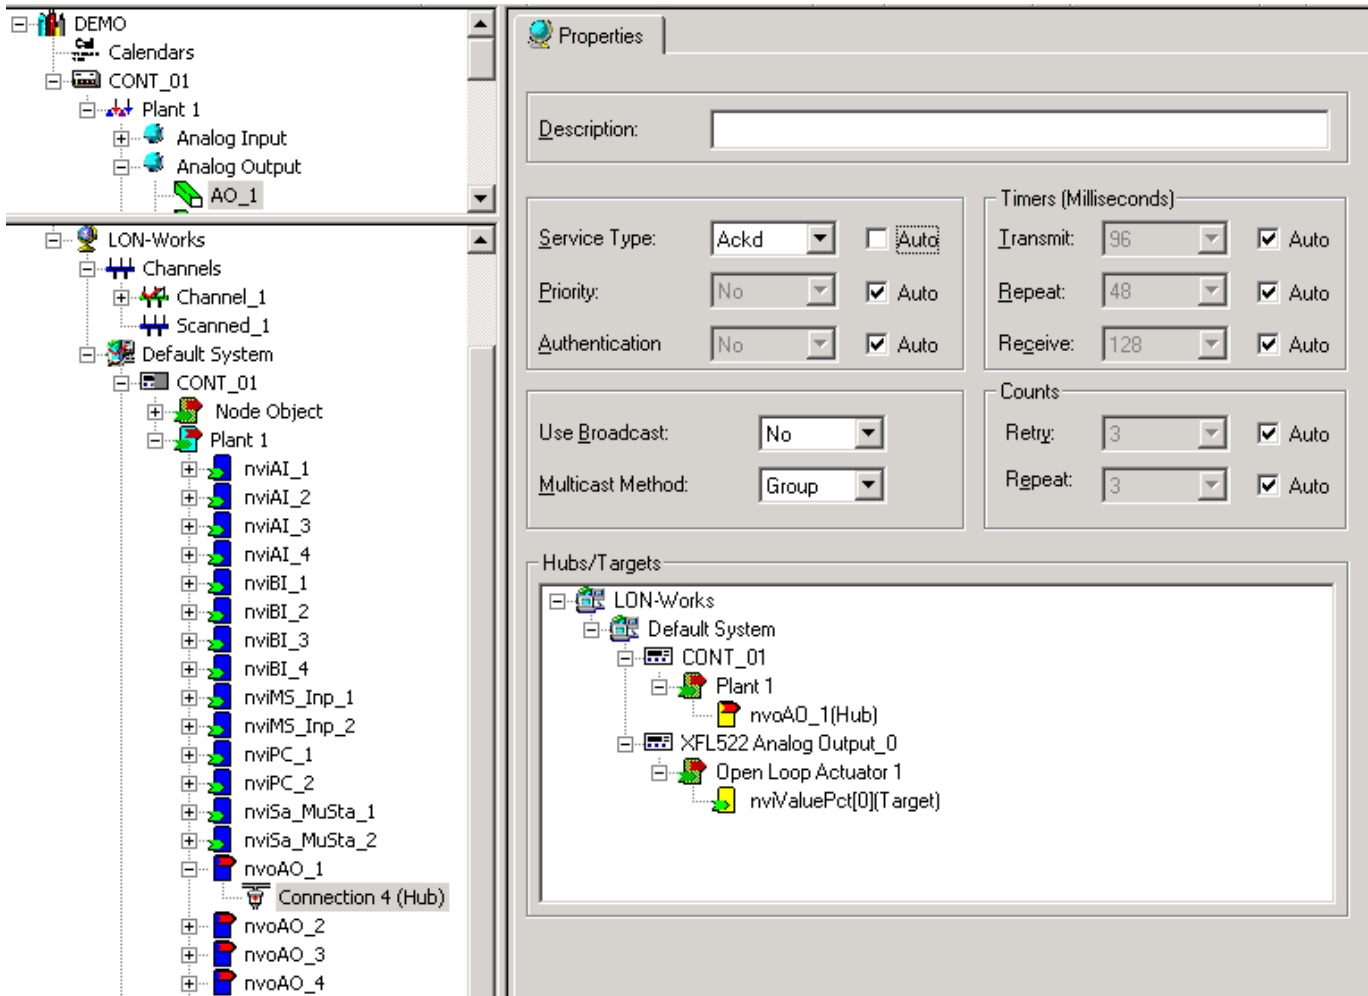 DEMO
Calendars
CONT_01
Plant 1
Analog Input
Analog Output
AO_1
LON-Works
Channels
Channel_1
Scanned_1
Default System
CONT_01
Node Object
Plant 1
nviAI_1
nviAI_2
nviAI_3
nviAI_4
nviBI_1
nviBI_2
nviBI_3
nviBI_4
nviMS_Inp_1
nviMS_Inp_2
nviPC_1
nviPC_2
nviSa_MuSta_1
nviSa_MuSta_2
nvoAO_1
Connection 4 (Hub)
nvoAO_2
nvoAO_3
nvoAO_4
Properties
Description:
Service Type: Ackd Auto
Priority: No Auto
Authentication No Auto
Timers (Milliseconds)
Transmit: 96 Auto
Repeat: 48 Auto
Receive: 128 Auto
Use Broadcast: No
Multicast Method: Group
Counts
Retry: 3 Auto
Repeat: 3 Auto
Hubs/Targets
LON-Works
Default System
CONT_01
Plant 1
nvoAO_1(Hub)
XFL522 Analog Output_0
Open Loop Actuator 1
nviValuePct[0](Target)